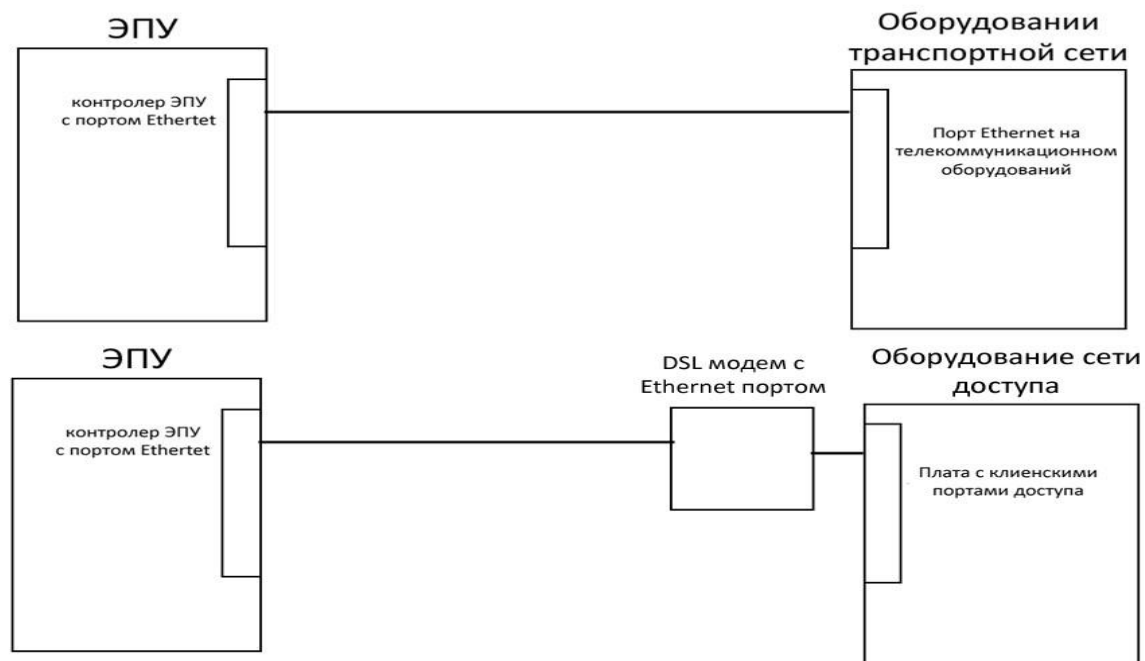 ЭПУ
контролер ЭПУ
с портом Ethertet
Оборудовании
транспортной сети
Порт Ethernet на
телекоммуникационном
оборудований
ЭПУ
контролер ЭПУ
с портом Ethertet
DSL модем с
Ethernet портом
Оборудование сети
доступа
Плата с клиенскими
портами доступа